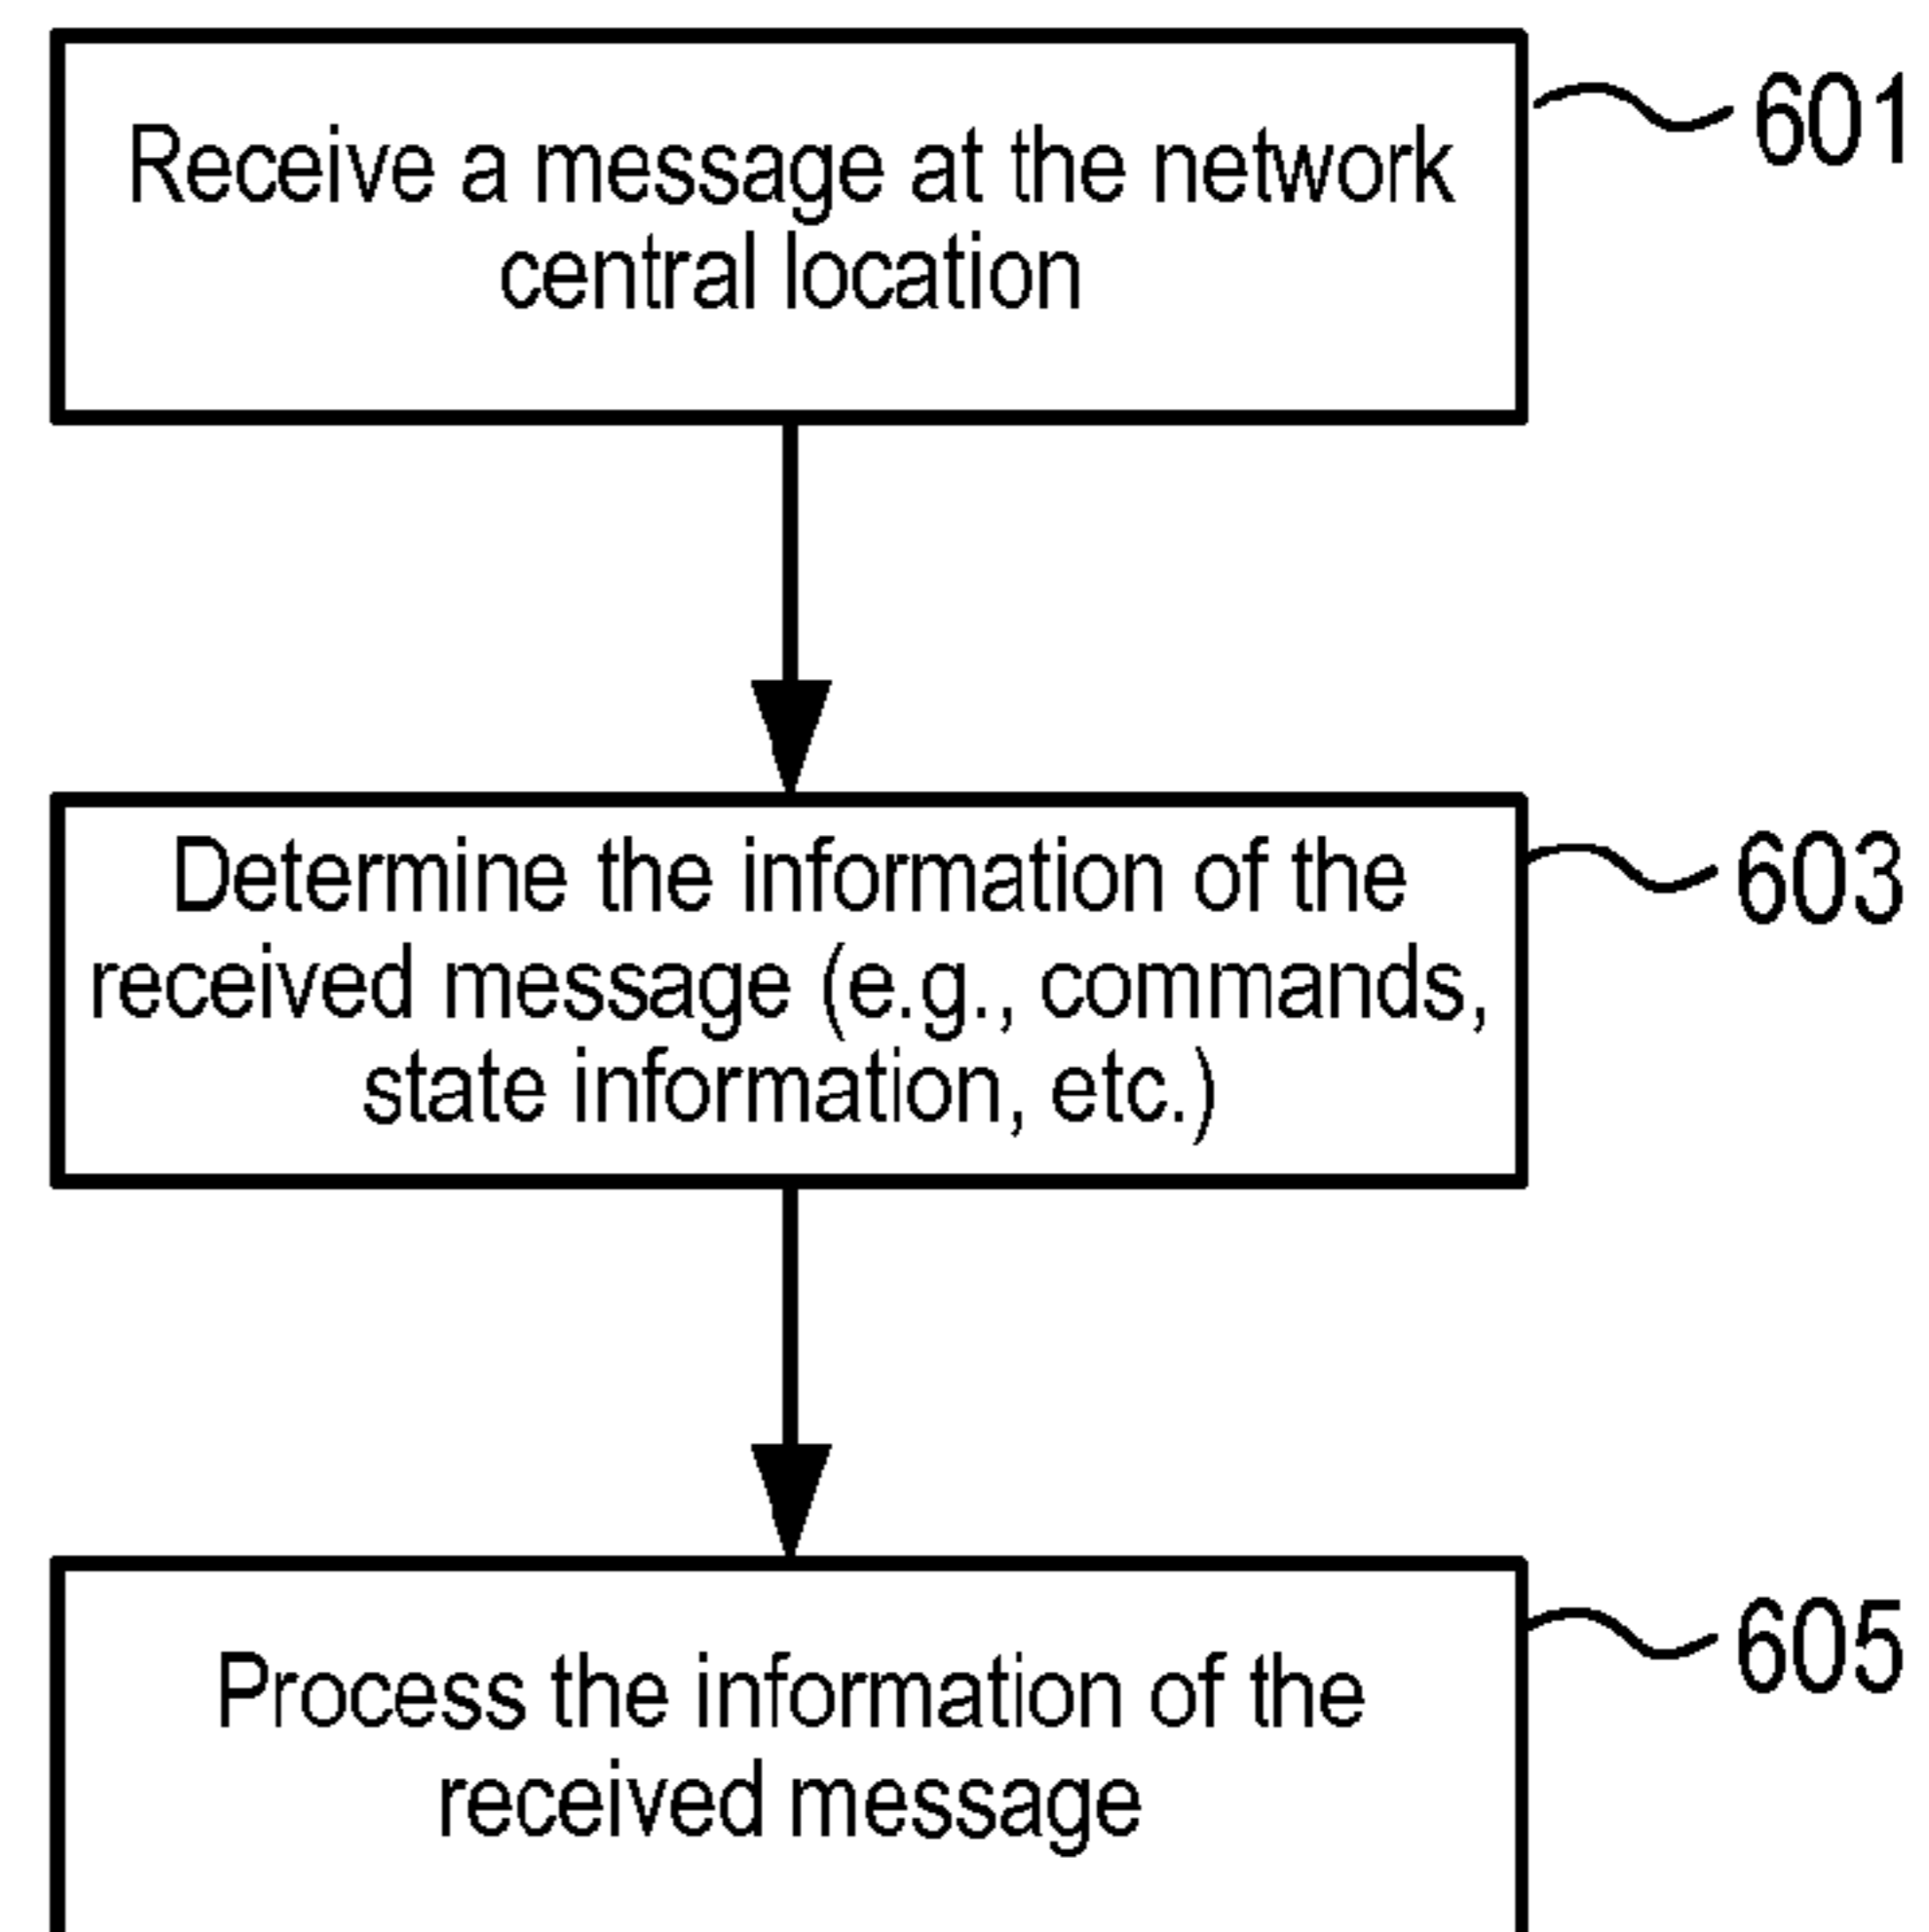 Receive a message at the network
central location
601
Determine the information of the
received message (e.g., commands,
state information, etc.)
603
Process the information of the
received message
605